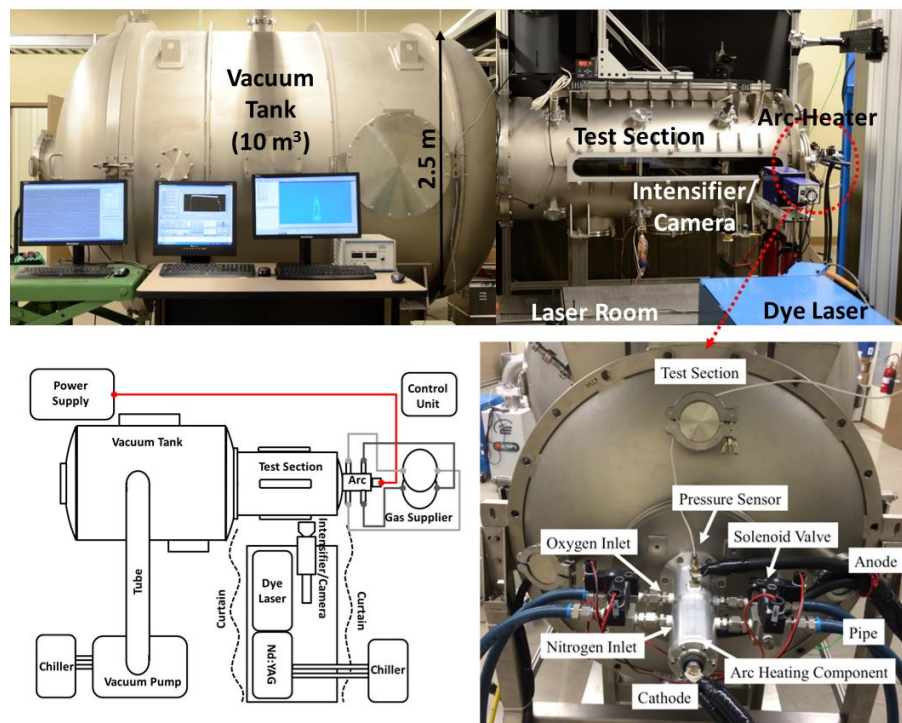 Vacuum
Tank
(10 m³)
2.5 m
Test Section
Arc-Heater
Intensifier/
Camera
Laser Room
Dye Laser
Power
Supply
Control
Unit
Vacuum Tank
Test Section
Arc
Gas Supplier
Tube
Intensifier/Camera
Curtain
Dye
Laser
Curtain
Nd:YAG
Chiller
Vacuum Pump
Chiller
Test Section
Pressure Sensor
Oxygen Inlet
Solenoid Valve
Anode
Nitrogen Inlet
Pipe
Arc Heating Component
Cathode